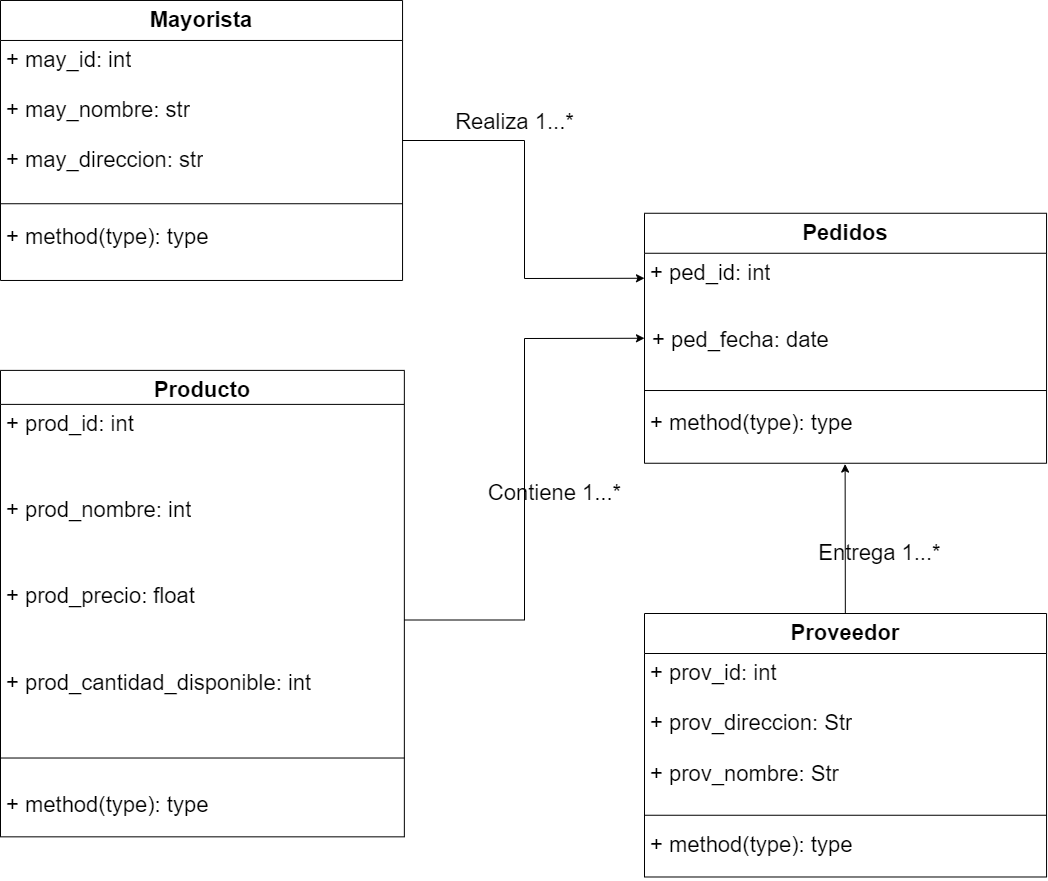 Mayorista
+ may_id: int
+ may_nombre: str
+ may_direccion: str
+ method(type): type
Realiza 1...*
Pedidos
+ ped_id: int
+ ped_fecha: date
+ method(type): type
Producto
+ prod_id: int
+ prod_nombre: int
+ prod_precio: float
+ prod_cantidad_disponible: int
+ method(type): type
Contiene 1...*
Entrega 1...*
Proveedor
+ prov_id: int
+ prov_direccion: Str
+ prov_nombre: Str
+ method(type): type